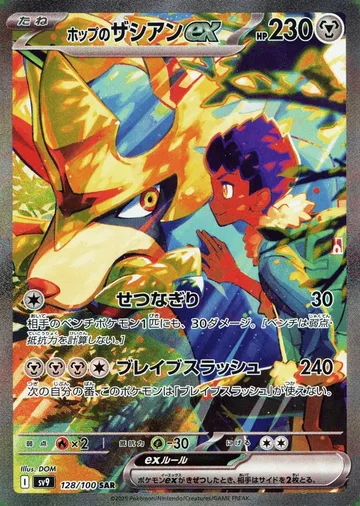 たね
ホップのザシアンex HP230
せつなぎり 30
相手のベンチポケモン1匹にも、30ダメージ。[ベンチは弱点・
抵抗力を計算しない。]
ブレイブスラッシュ 240
次の自分の番、このポケモンは「ブレイブスラッシュ」が使えない。
弱点 ×2 抵抗力 -30 にげる
exルール
ポケモンexがきぜつしたとき、相手はサイドを2枚とる。
Illus. DOM
I sv9 128/100 SAR
©2025 Pokémon/Nintendo/Creatures/GAME FREAK.